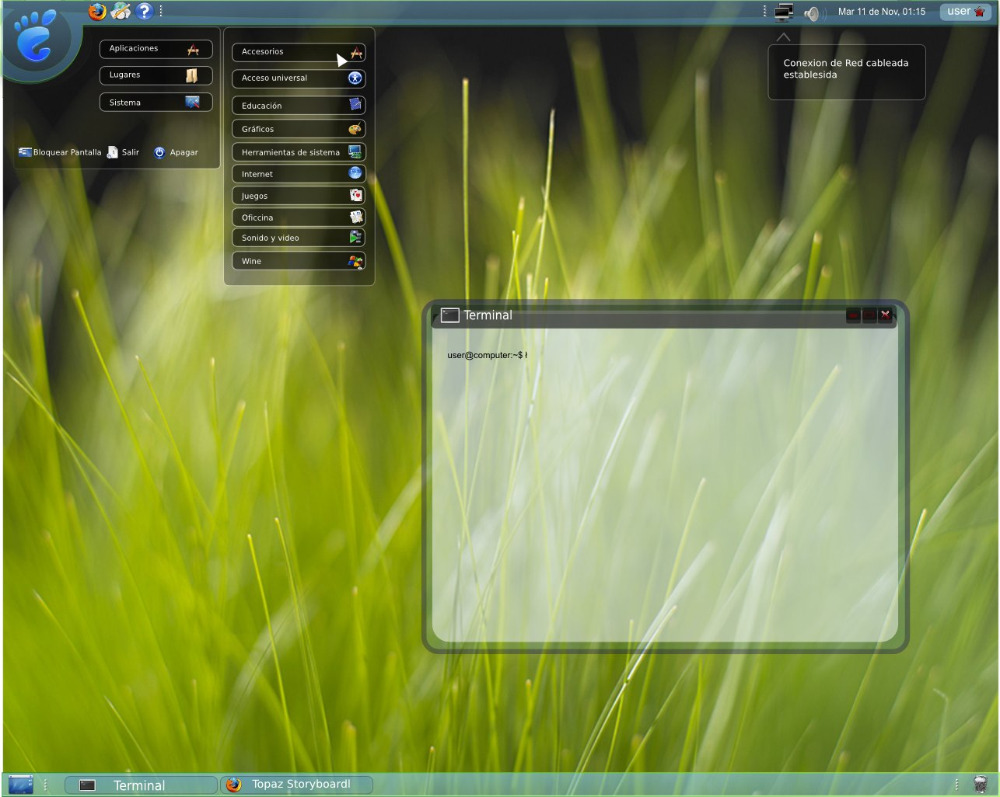 Mar 11 de Nov, 01:15
user
Aplicaciones
Lugares
Sistema
Bloquear Pantalla
Salir
Apagar
Accesorios
Acceso universal
Educación
Gráficos
Herramientas de sistema
Internet
Juegos
Oficcina
Sonido y video
Wine
Conexion de Red cableada
establesida
Terminal
user@computer:~$
Terminal
Topaz Storyboardl